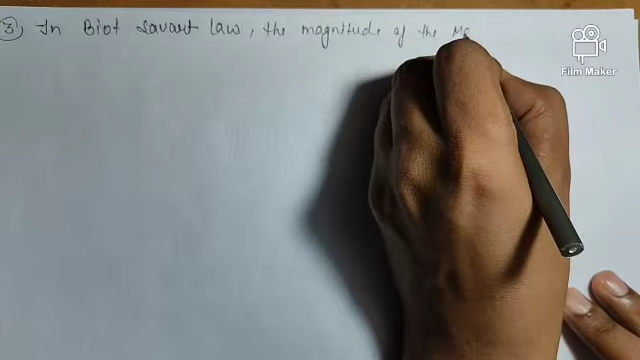 3) In Biot Savart law, the magnitude of the
Film Maker